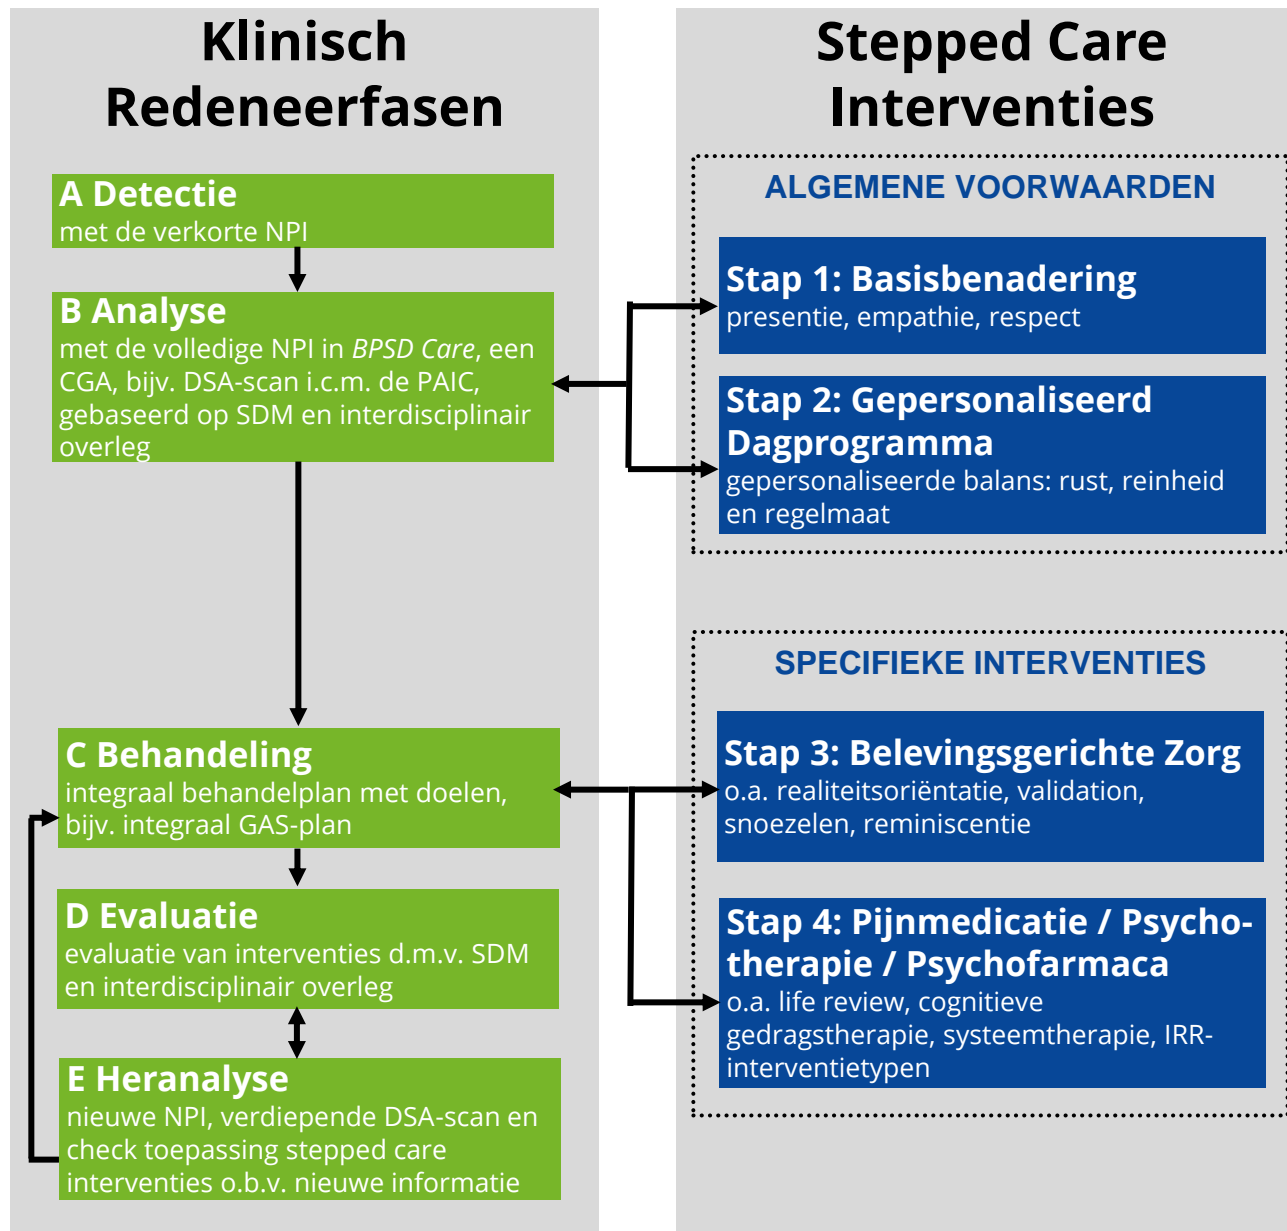 Klinisch
Redeneerfasen
A Detectie
met de verkorte NPI
B Analyse
met de volledige NPI in BPSD Care, een
CGA, bijv. DSA-scan i.c.m. de PAIC,
gebaseerd op SDM en interdisciplinair
overleg
C Behandeling
integraal behandelplan met doelen,
bijv. integraal GAS-plan
D Evaluatie
evaluatie van interventies d.m.v. SDM
en interdisciplinair overleg
E Heranalyse
nieuwe NPI, verdiepende DSA-scan en
check toepassing stepped care
interventies o.b.v. nieuwe informatie
Stepped Care
Interventies
ALGEMENE VOORWAARDEN
Stap 1: Basisbenadering
presentie, empathie, respect
Stap 2: Gepersonaliseerd
Dagprogramma
gepersonaliseerde balans: rust, reinheid
en regelmaat
SPECIFIEKE INTERVENTIES
Stap 3: Belevingsgerichte Zorg
o.a. realiteitsoriëntatie, validation,
snoezelen, reminiscentie
Stap 4: Pijnmedicatie / Psycho-
therapie / Psychofarmaca
o.a. life review, cognitieve
gedragstherapie, systeemtherapie, IRR-
interventietypen